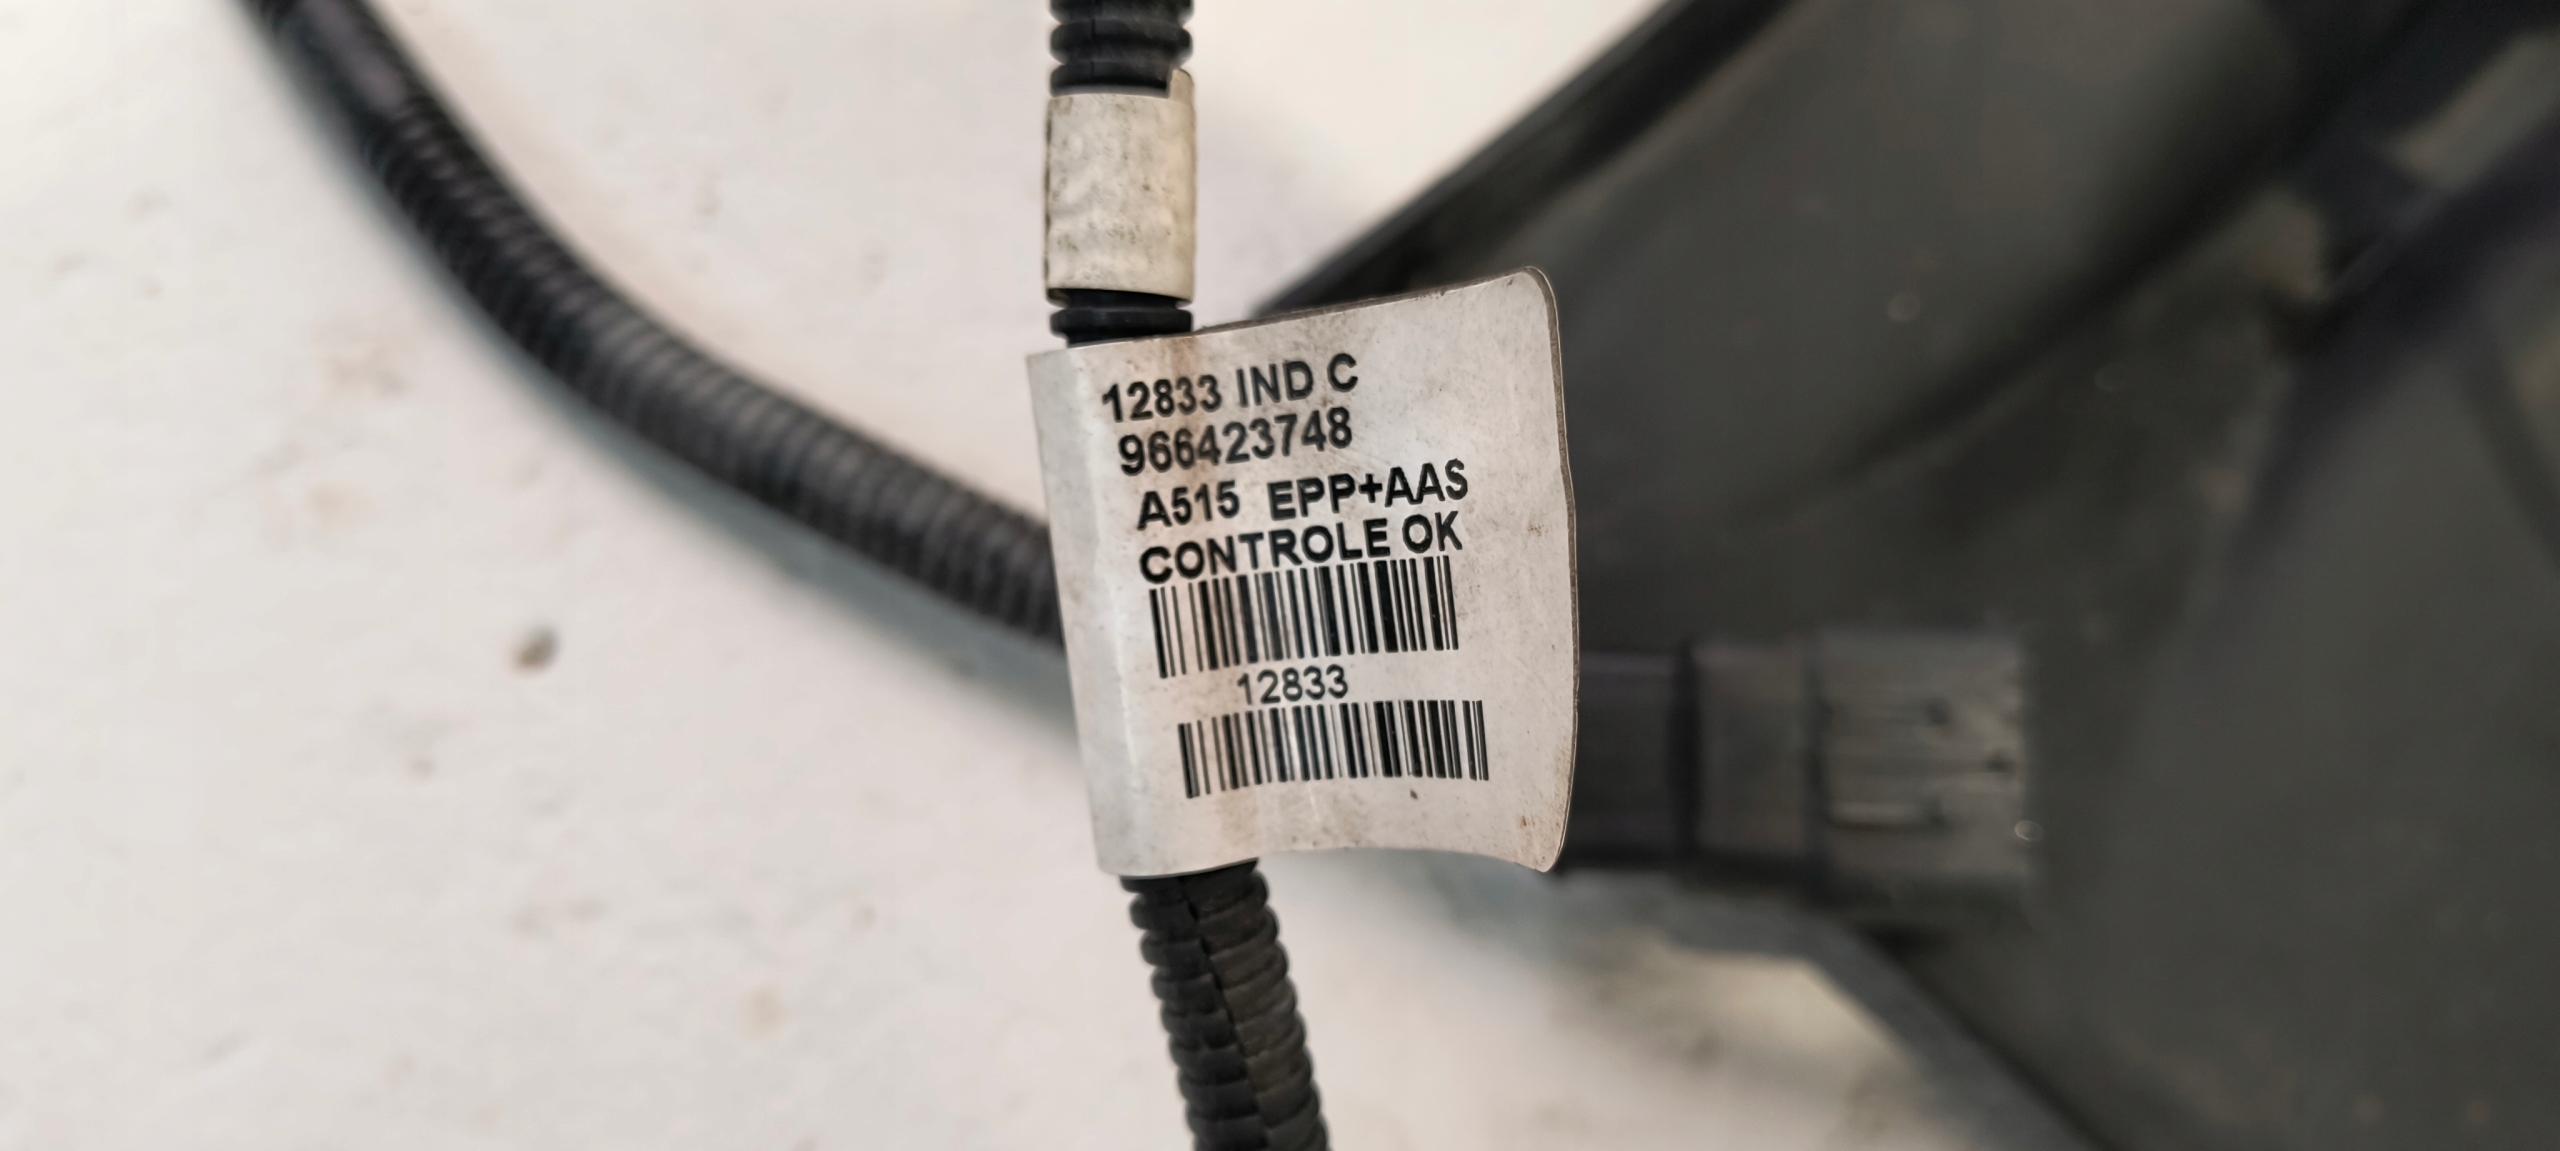 12833 IND C
966423748
A515 EPP+AAS
CONTROLE OK
12833